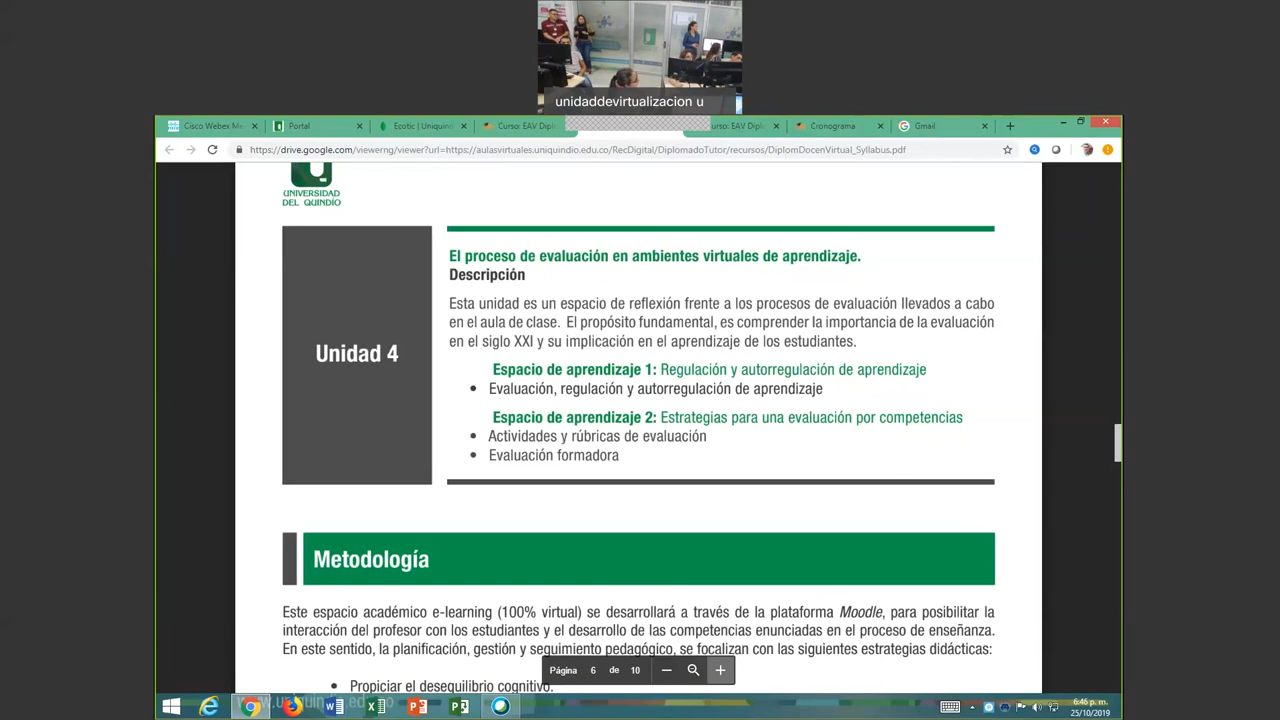 unidaddevirtualizacion u
Cisco Webex Me
Portal
Ecotic | Uniquind
Curso: EAV Diplo
urso: EAV Diplo
Cronograma
Gmail
https://drive.google.com/viewerng/viewer?url=https://aulasvirtuales.uniquindio.edu.co/RecDigital/DiplomadoTutor/recursos/DiplomDocenVirtual_Syllabus.pdf
UNIVERSIDAD
DEL QUINDÍO
Unidad 4
El proceso de evaluación en ambientes virtuales de aprendizaje.
Descripción
Esta unidad es un espacio de reflexión frente a los procesos de evaluación llevados a cabo
en el aula de clase. El propósito fundamental, es comprender la importancia de la evaluación
en el siglo XXI y su implicación en el aprendizaje de los estudiantes.
Espacio de aprendizaje 1: Regulación y autorregulación de aprendizaje
• Evaluación, regulación y autorregulación de aprendizaje
Espacio de aprendizaje 2: Estrategias para una evaluación por competencias
• Actividades y rúbricas de evaluación
• Evaluación formadora
Metodología
Este espacio académico e-learning (100% virtual) se desarrollará a través de la plataforma Moodle, para posibilitar la
interacción del profesor con los estudiantes y el desarrollo de las competencias enunciadas en el proceso de enseñanza.
En este sentido, la planificación, gestión y seguimiento pedagógico, se focalizan con las siguientes estrategias didácticas:
Página 6 de 10
• Propiciar el desequilibrio cognitivo.
6:46 p. m.
25/10/2019